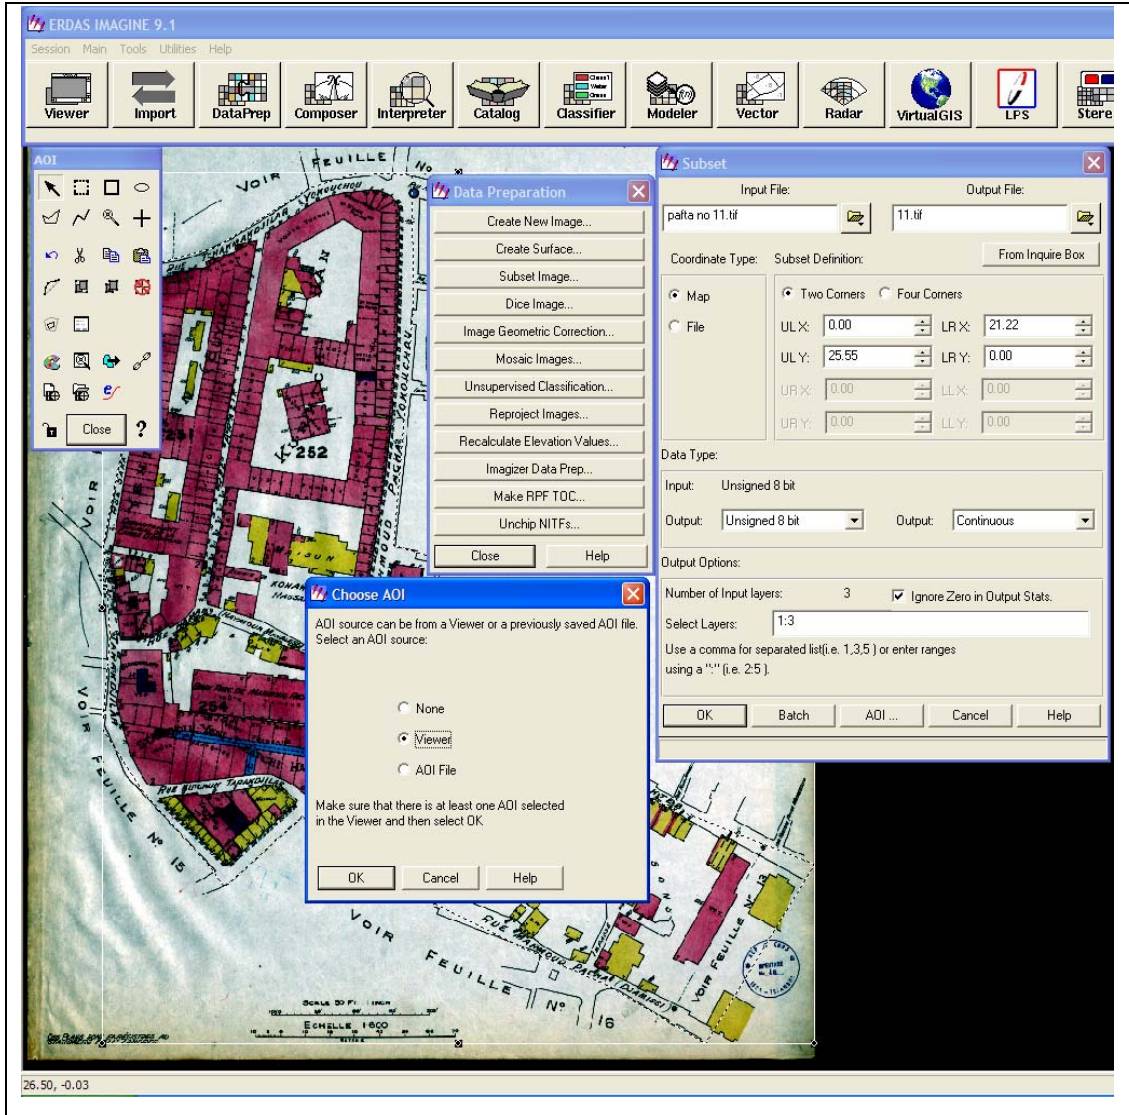 ERDAS IMAGINE 9.1
Session Main Tools Utilities Help
Viewer Import DataPrep Composer Interpreter Catalog Classifier Modeler Vector Radar VirtualGIS LPS Stere
AOI
Close ?
Data Preparation
Create New Image...
Create Surface...
Subset Image...
Dice Image...
Image Geometric Correction...
Mosaic Images...
Unsupervised Classification...
Reproject Images...
Recalculate Elevation Values...
Imagizer Data Prep...
Make RPF TOC...
Unchip NITFs...
Close Help
Subset
Input File: Output File:
pafta no 11.tif 11.tif
Coordinate Type: Subset Definition: From Inquire Box
Map Two Corners Four Corners
File UL X: 0.00 LR X: 21.22
UL Y: 25.55 LR Y: 0.00
UR X: 0.00 LL X: 0.00
UR Y: 0.00 LL Y: 0.00
Data Type:
Input: Unsigned 8 bit
Output: Unsigned 8 bit Output: Continuous
Output Options:
Number of Input layers: 3 Ignore Zero in Output Stats.
Select Layers: 1:3
Use a comma for separated list(i.e. 1,3,5 ) or enter ranges
using a ":" (i.e. 2:5 ).
OK Batch AOI ... Cancel Help
Choose AOI
AOI source can be from a Viewer or a previously saved AOI file.
Select an AOI source:
None
Viewer
AOI File
Make sure that there is at least one AOI selected
in the Viewer and then select OK
OK Cancel Help
VOIR FEUILLE No
252
VOIR
VOIR
254
VOIR FEUILLE No 15
VOIR FEUILLE No 16
VOIR FEUILLE No 13
RUE MAHMOUD PACHA DJAMISSI
ECHELLE 1:600
26.50, -0.03